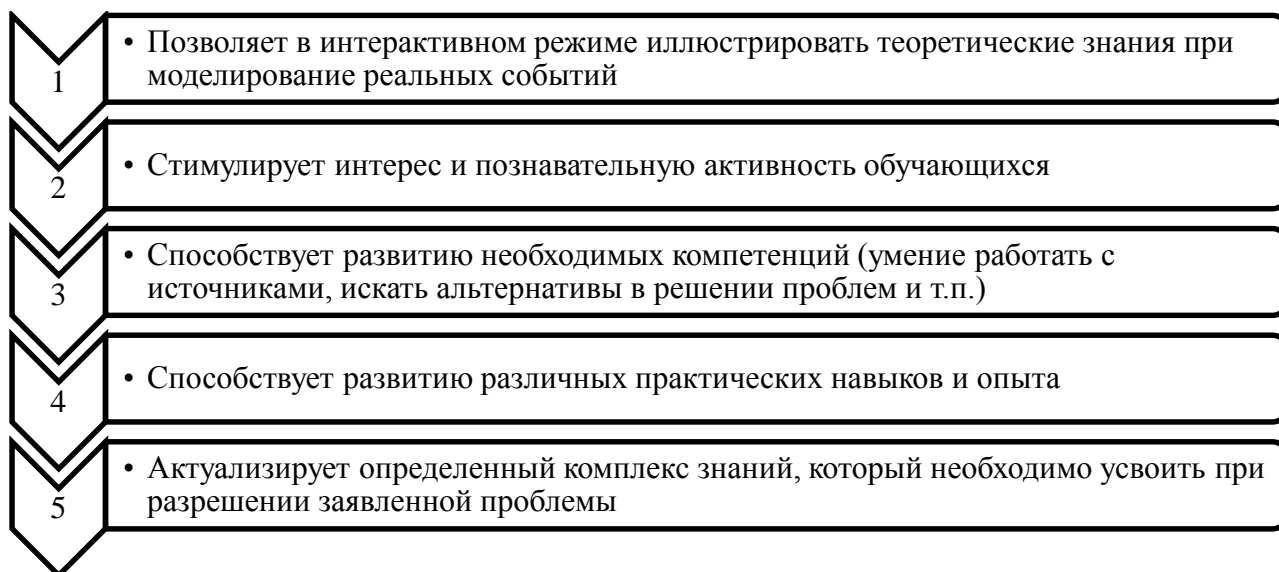 1
• Позволяет в интерактивном режиме иллюстрировать теоретические знания при
моделирование реальных событий
2
• Стимулирует интерес и познавательную активность обучающихся
3
• Способствует развитию необходимых компетенций (умение работать с
источниками, искать альтернативы в решении проблем и т.п.)
4
• Способствует развитию различных практических навыков и опыта
5
• Актуализирует определенный комплекс знаний, который необходимо усвоить при
разрешении заявленной проблемы